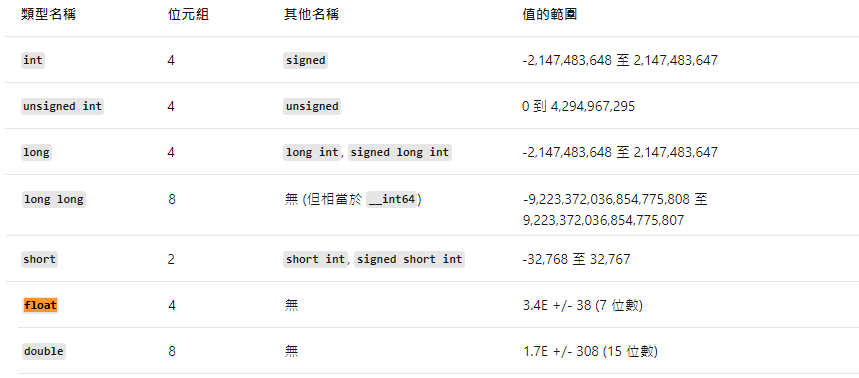 類型名稱 位元組 其他名稱 值的範圍
int 4 signed -2,147,483,648 至 2,147,483,647
unsigned int 4 unsigned 0 到 4,294,967,295
long 4 long int, signed long int -2,147,483,648 至 2,147,483,647
long long 8 無 (但相當於 __int64) -9,223,372,036,854,775,808 至
9,223,372,036,854,775,807
short 2 short int, signed short int -32,768 至 32,767
float 4 無 3.4E +/- 38 (7 位數)
double 8 無 1.7E +/- 308 (15 位數)